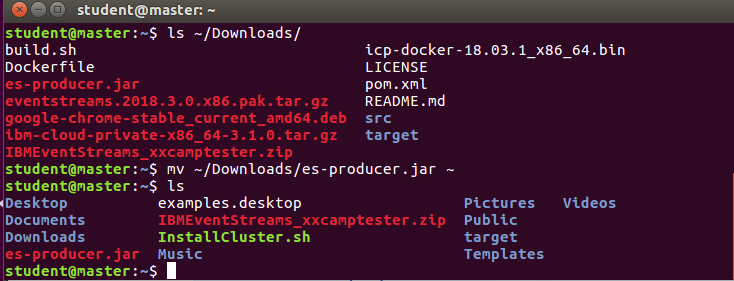 student@master: ~
student@master:~$ ls ~/Downloads/
build.sh icp-docker-18.03.1_x86_64.bin
Dockerfile LICENSE
es-producer.jar pom.xml
eventstreams.2018.3.0.x86.pak.tar.gz README.md
google-chrome-stable_current_amd64.deb src
ibm-cloud-private-x86_64-3.1.0.tar.gz target
IBMEventStreams_xxcamptester.zip
student@master:~$ mv ~/Downloads/es-producer.jar ~
student@master:~$ ls
Desktop examples.desktop Pictures Videos
Documents IBMEventStreams_xxcamptester.zip Public
Downloads InstallCluster.sh target
es-producer.jar Music Templates
student@master:~$